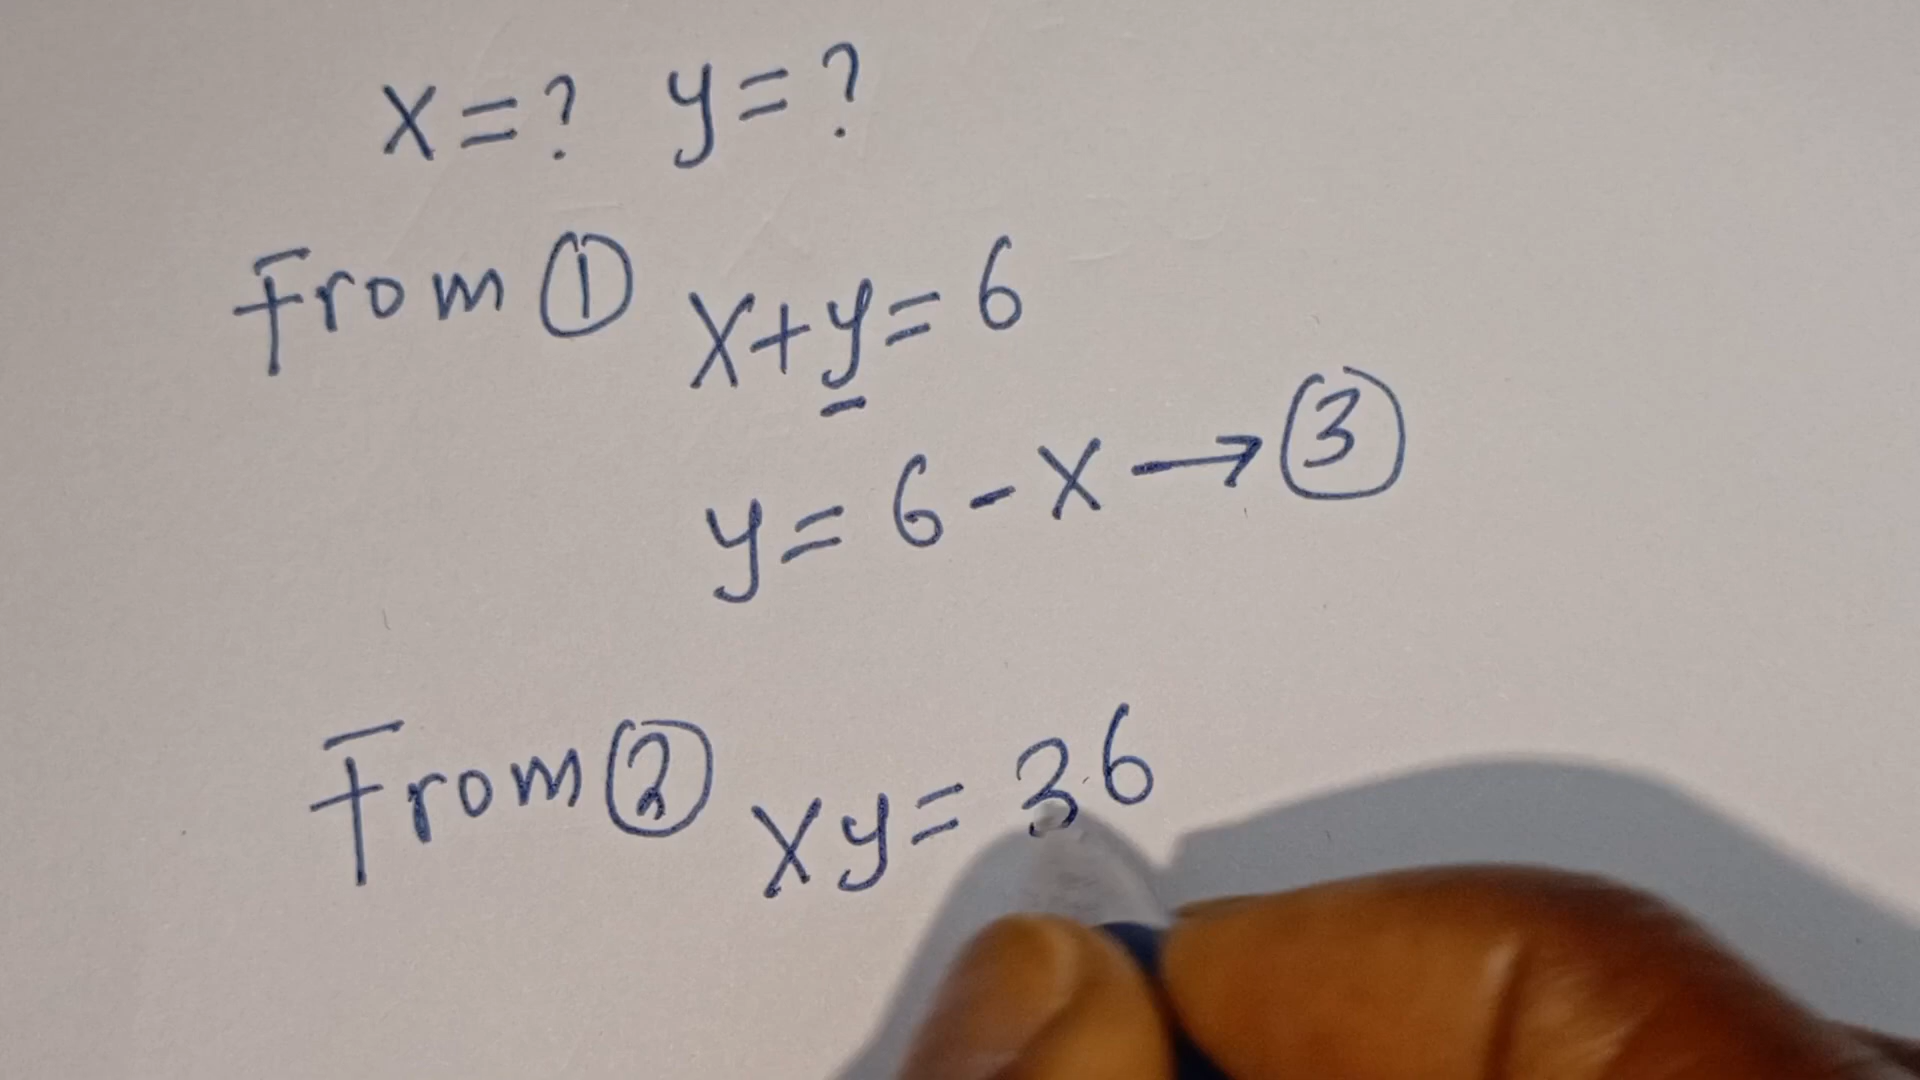 x=? y=?
From ① x+y=6
y=6-x→③
From ② xy=36